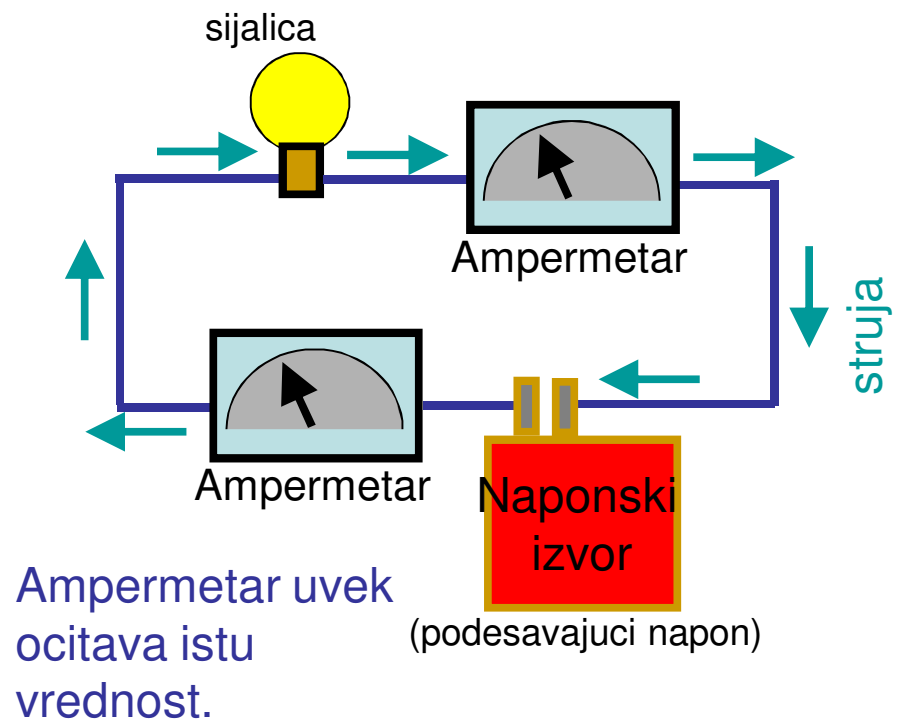 sijalica
Ampermetar
struja
Ampermetar
Naponski
izvor
(podesavajuci napon)
Ampermetar uvek
ocitava istu
vrednost.